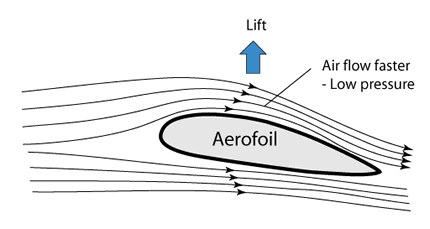 Lift
Air flow faster
- Low pressure
Aerofoil